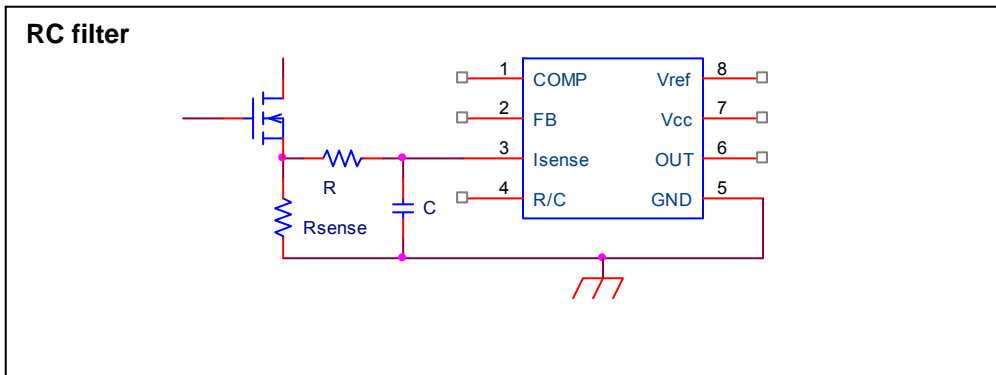 RC filter
1 COMP Vref 8
2 FB Vcc 7
3 Isense OUT 6
4 R/C GND 5
R
C
Rsense